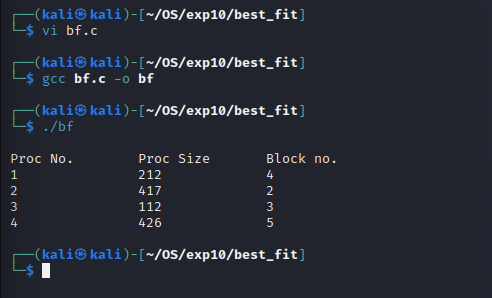 ┌──(kali㉿kali)-[~/OS/exp10/best_fit]
└─$ vi bf.c
┌──(kali㉿kali)-[~/OS/exp10/best_fit]
└─$ gcc bf.c -o bf
┌──(kali㉿kali)-[~/OS/exp10/best_fit]
└─$ ./bf
Proc No. Proc Size Block no.
1 212 4
2 417 2
3 112 3
4 426 5
┌──(kali㉿kali)-[~/OS/exp10/best_fit]
└─$